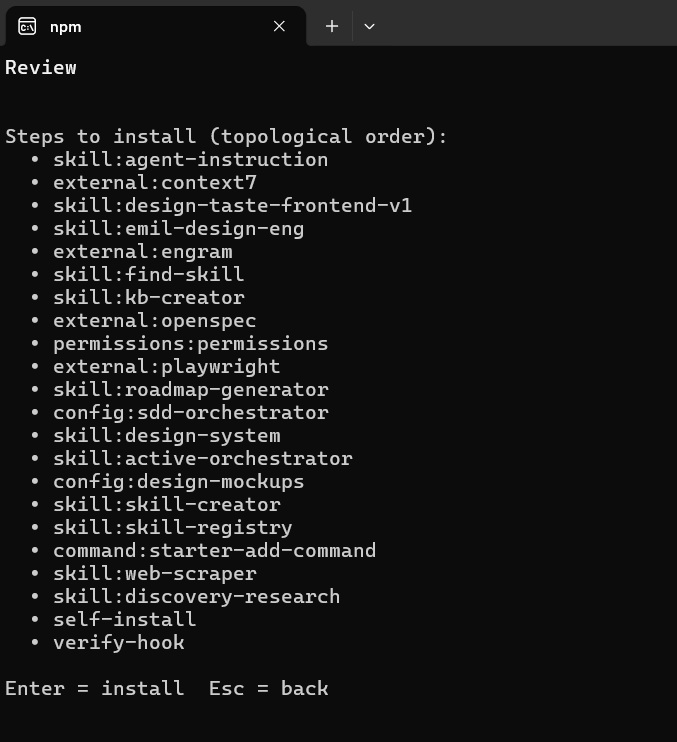 npm
Review
Steps to install (topological order):
• skill:agent-instruction
• external:context7
• skill:design-taste-frontend-v1
• skill:emil-design-eng
• external:engram
• skill:find-skill
• skill:kb-creator
• external:openspec
• permissions:permissions
• external:playwright
• skill:roadmap-generator
• config:sdd-orchestrator
• skill:design-system
• skill:active-orchestrator
• config:design-mockups
• skill:skill-creator
• skill:skill-registry
• command:starter-add-command
• skill:web-scraper
• skill:discovery-research
• self-install
• verify-hook
Enter = install  Esc = back